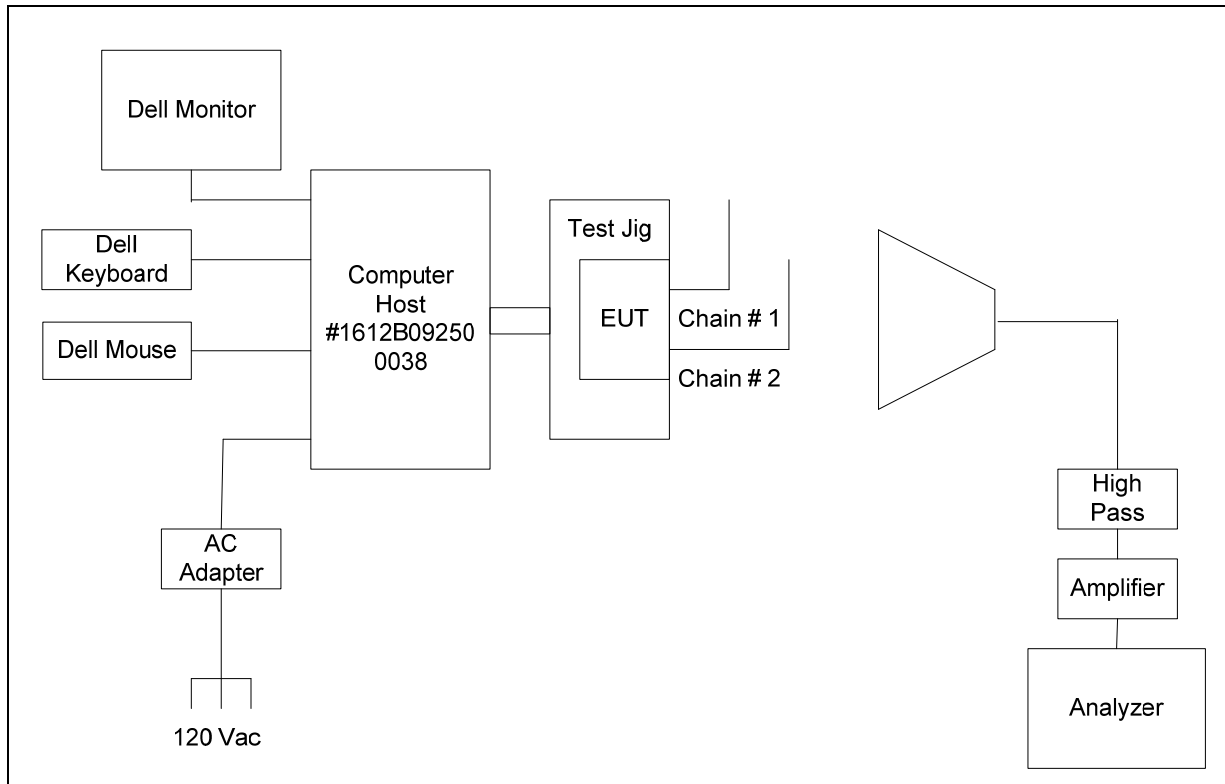 Dell Monitor
Dell
Keyboard
Dell Mouse
Computer
Host
#1612B09250
0038
Test Jig
EUT
Chain # 1
Chain # 2
AC
Adapter
120 Vac
High
Pass
Amplifier
Analyzer